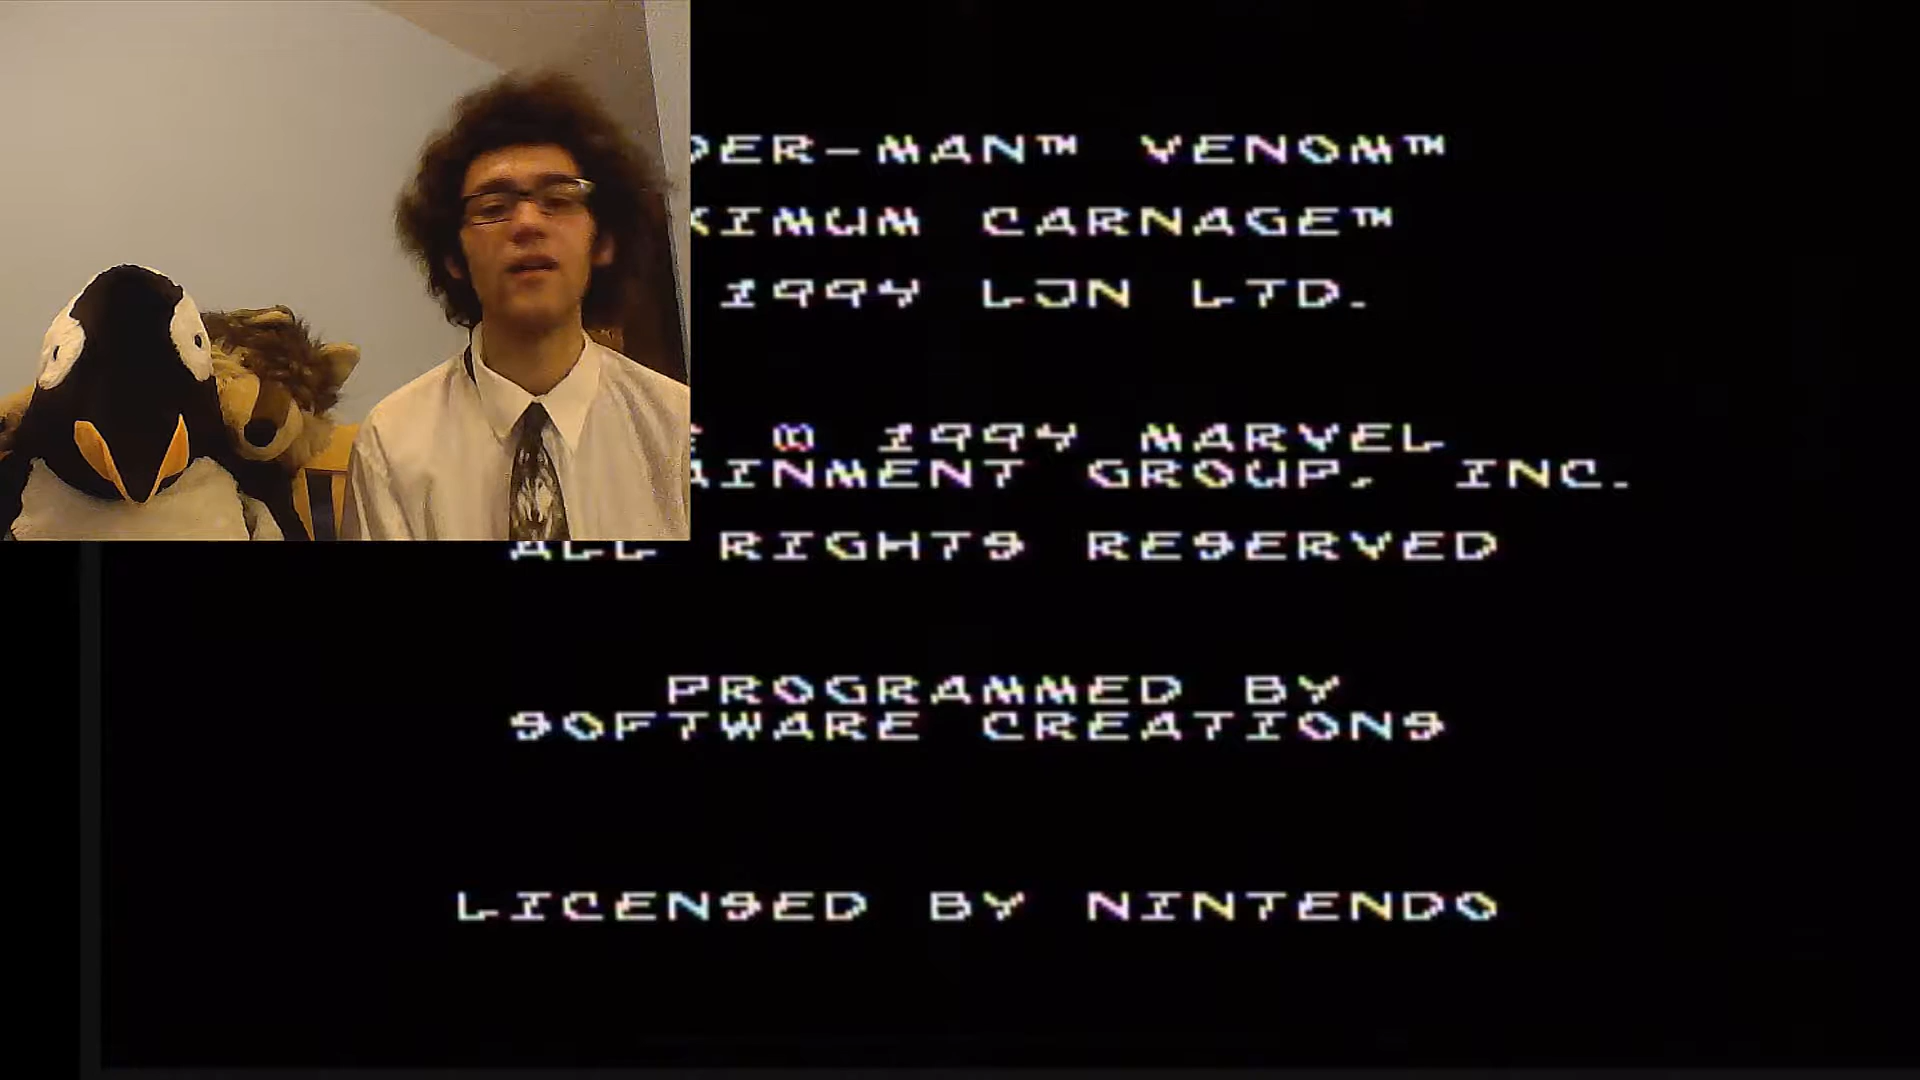 DER-MAN™ VENOM™
XIMUM CARNAGE™
1994 LJN LTD.
© 1994 MARVEL
AINMENT GROUP, INC.
ALL RIGHTS RESERVED
PROGRAMMED BY
SOFTWARE CREATIONS
LICENSED BY NINTENDO